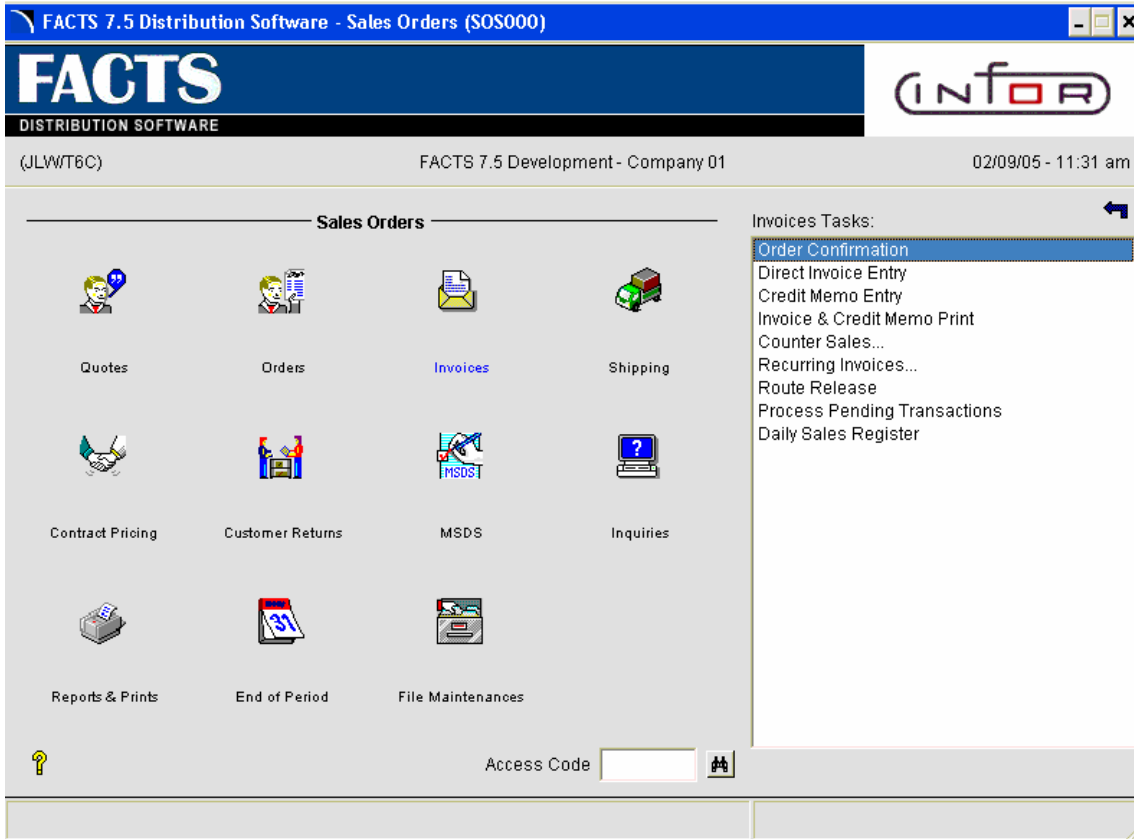 FACTS 7.5 Distribution Software - Sales Orders (SOS000)
FACTS
DISTRIBUTION SOFTWARE
infor
(JLW/T6C)
FACTS 7.5 Development - Company 01
02/09/05 - 11:31 am
Sales Orders
Quotes
Orders
Invoices
Shipping
Contract Pricing
Customer Returns
MSDS
MSDS
Inquiries
?
31
Reports & Prints
End of Period
File Maintenances
?
Access Code
Invoices Tasks:
Order Confirmation
Direct Invoice Entry
Credit Memo Entry
Invoice & Credit Memo Print
Counter Sales...
Recurring Invoices...
Route Release
Process Pending Transactions
Daily Sales Register